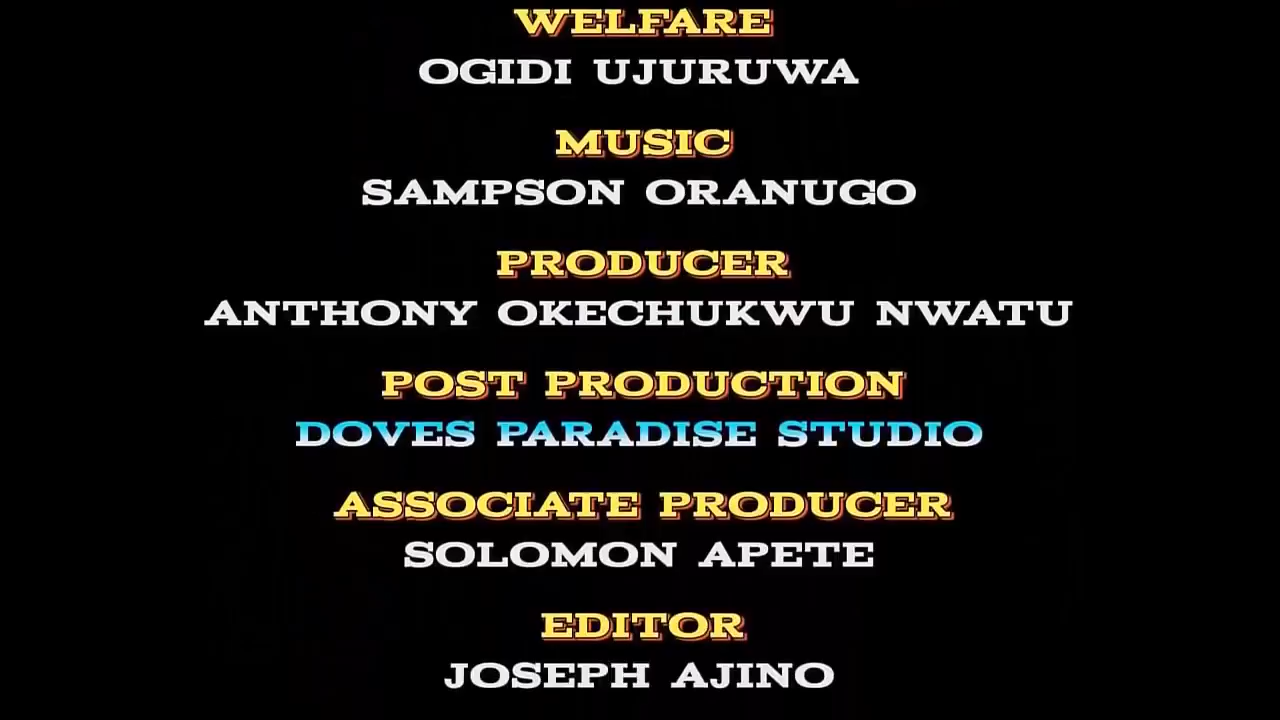 WELFARE
OGIDI UJURUWA
MUSIC
SAMPSON ORANUGO
PRODUCER
ANTHONY OKECHUKWU NWATU
POST PRODUCTION
DOVES PARADISE STUDIO
ASSOCIATE PRODUCER
SOLOMON APETE
EDITOR
JOSEPH AJINO